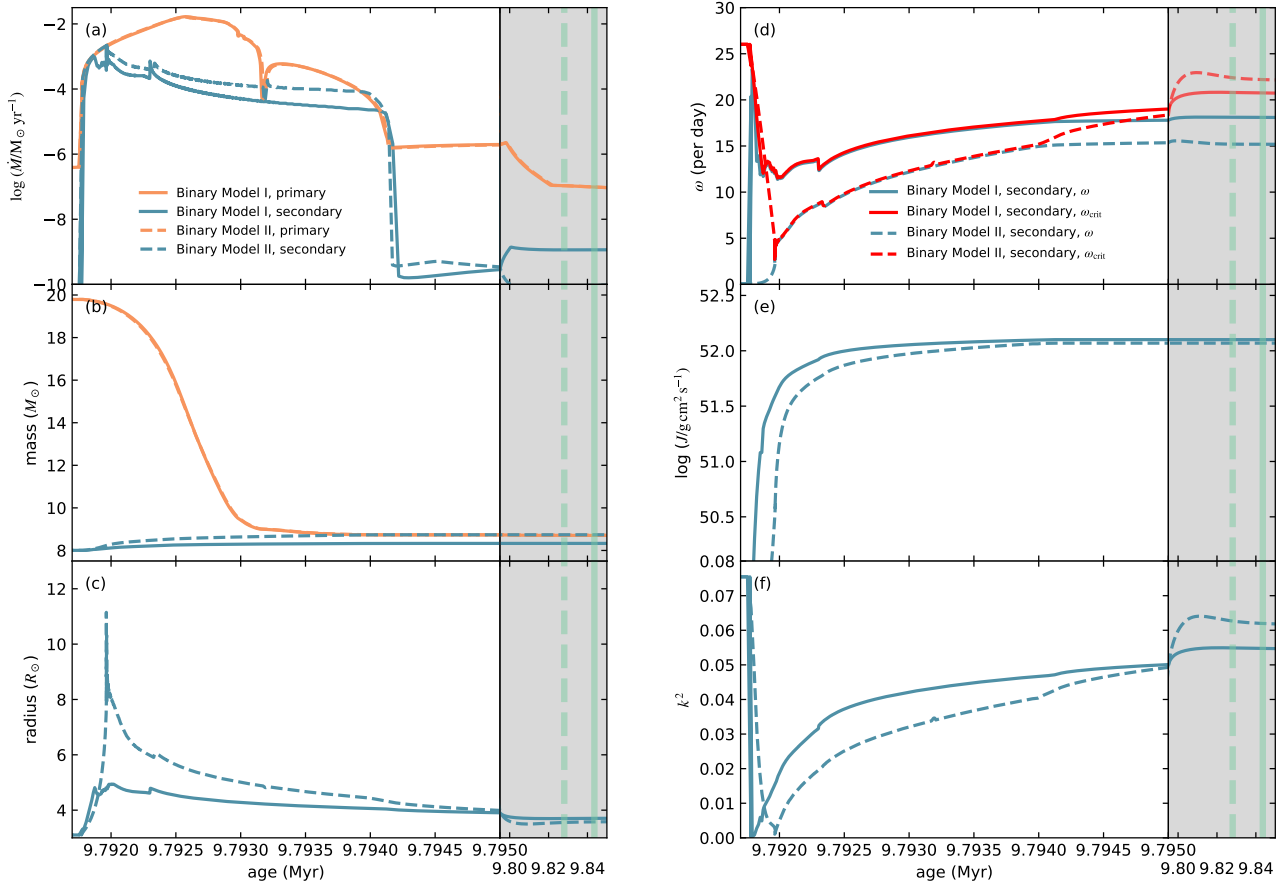 (a)
log (Ṁ/M⊙ yr⁻¹)
−2
−4
−6
−8
−10
Binary Model I, primary
Binary Model I, secondary
Binary Model II, primary
Binary Model II, secondary
(b)
mass (M⊙)
20
18
16
14
12
10
8
(c)
radius (R⊙)
12
10
8
6
4
9.7920 9.7925 9.7930 9.7935 9.7940 9.7945 9.7950
9.80 9.82 9.84
age (Myr)
(d)
ω (per day)
30
25
20
15
10
5
0
Binary Model I, secondary, ω
Binary Model I, secondary, ωcrit
Binary Model II, secondary, ω
Binary Model II, secondary, ωcrit
(e)
log (J/g cm² s⁻¹)
52.5
52.0
51.5
51.0
50.5
0.08
(f)
k²
0.07
0.06
0.05
0.04
0.03
0.02
0.01
0.00
9.7920 9.7925 9.7930 9.7935 9.7940 9.7945 9.7950
9.80 9.82 9.84
age (Myr)